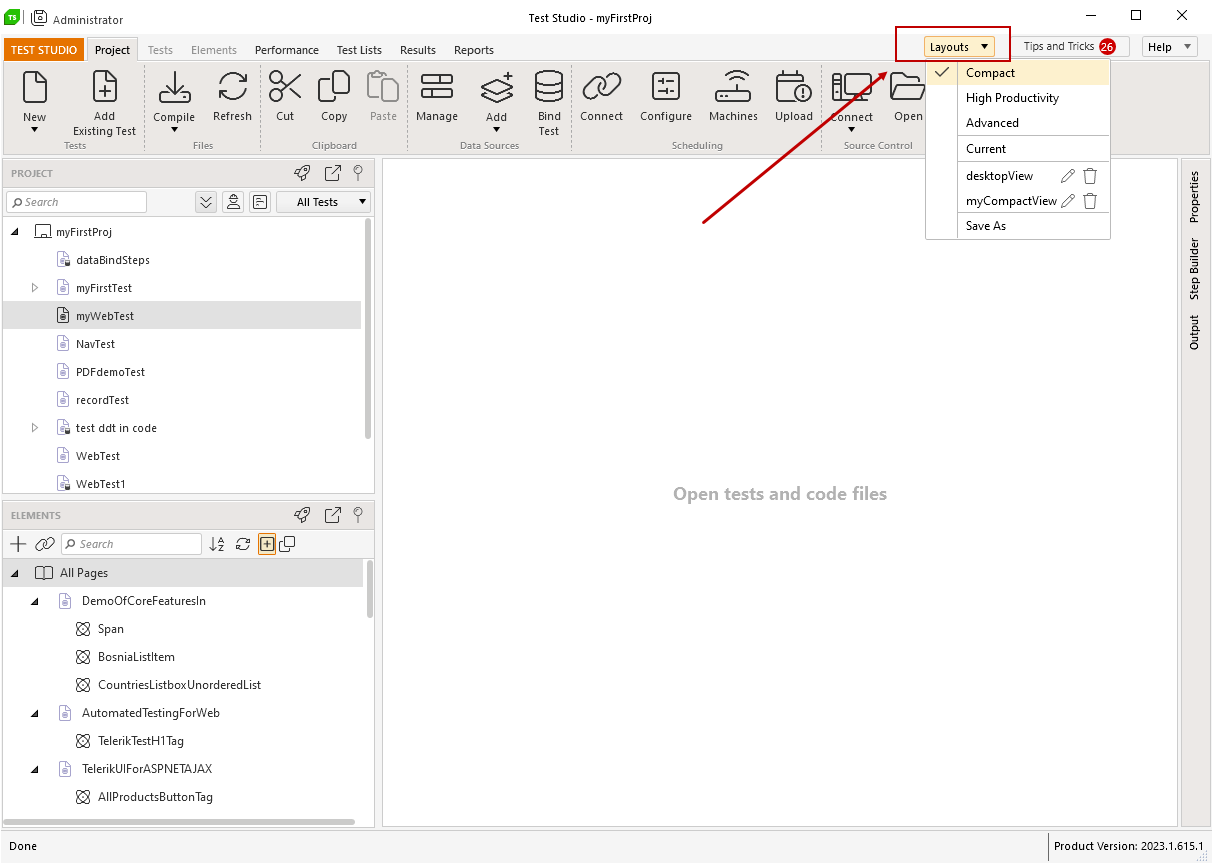 TS Administrator
Test Studio - myFirstProj
TEST STUDIO Project Tests Elements Performance Test Lists Results Reports
Layouts Tips and Tricks 26 Help
New
Add Existing Test
Tests
Compile
Refresh
Files
Cut
Copy
Paste
Clipboard
Manage
Add
Bind Test
Data Sources
Connect
Configure
Machines
Upload
Scheduling
Connect
Open
Source Control
Compact
High Productivity
Advanced
Current
desktopView
myCompactView
Save As
PROJECT
Search
All Tests
myFirstProj
dataBindSteps
myFirstTest
myWebTest
NavTest
PDFdemoTest
recordTest
test ddt in code
WebTest
WebTest1
ELEMENTS
Search
All Pages
DemoOfCoreFeaturesIn
Span
BosniaListItem
CountriesListboxUnorderedList
AutomatedTestingForWeb
TelerikTestH1Tag
TelerikUIForASPNETAJAX
AllProductsButtonTag
Open tests and code files
Properties
Step Builder
Output
Done
Product Version: 2023.1.615.1